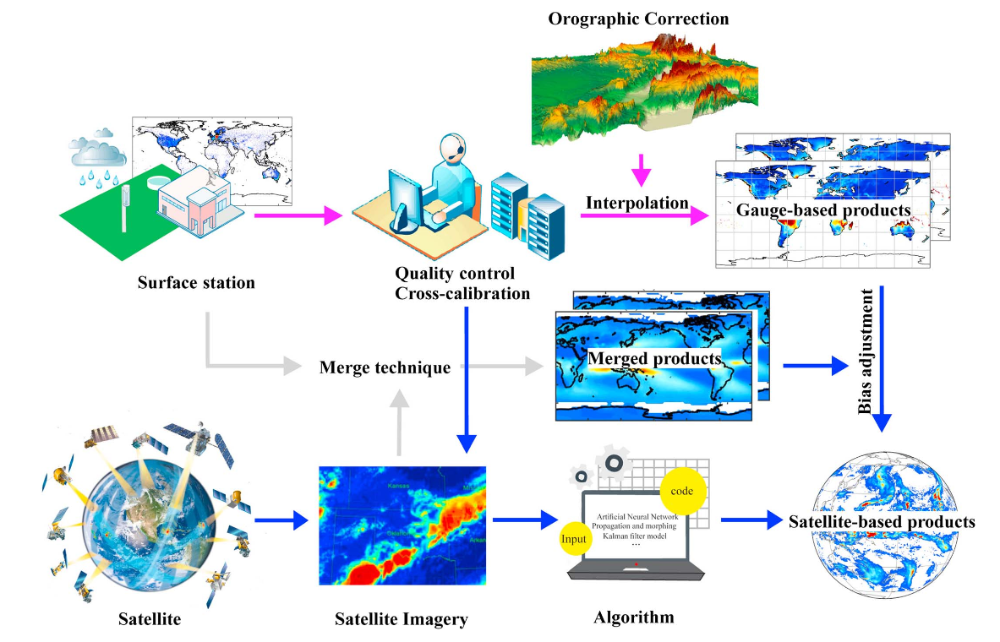 Orographic Correction
Interpolation
Gauge-based products
Surface station
Quality control
Cross-calibration
Merge technique
Merged products
Bias adjustment
Kansas
code
Artificial Neural Network
Propagation and morphing
Kalman filter model
...
Input
Satellite-based products
Satellite
Satellite Imagery
Algorithm